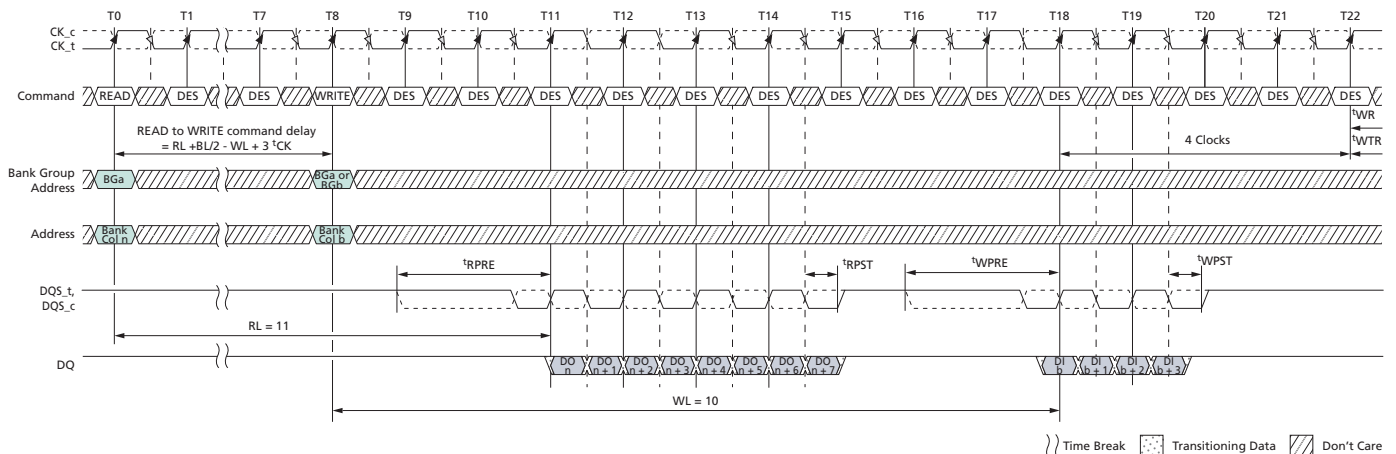 T0 T1 T7 T8 T9 T10 T11 T12 T13 T14 T15 T16 T17 T18 T19 T20 T21 T22
CK_c
CK_t
Command READ DES DES WRITE DES DES DES DES DES DES DES DES DES DES DES DES DES DES
tWR
READ to WRITE command delay
= RL +BL/2 - WL + 3 tCK
4 Clocks
tWTR
Bank Group
Address
BGa
BGa or
BGb
Address
Bank
Col n
Bank
Col b
tRPRE tRPST tWPRE tWPST
DQS_t,
DQS_c
RL = 11
DQ
DO
n
DO
n + 1
DO
n + 2
DO
n + 3
DO
n + 4
DO
n + 5
DO
n + 6
DO
n + 7
DI
b
DI
b + 1
DI
b + 2
DI
b + 3
WL = 10
Time Break Transitioning Data Don't Care